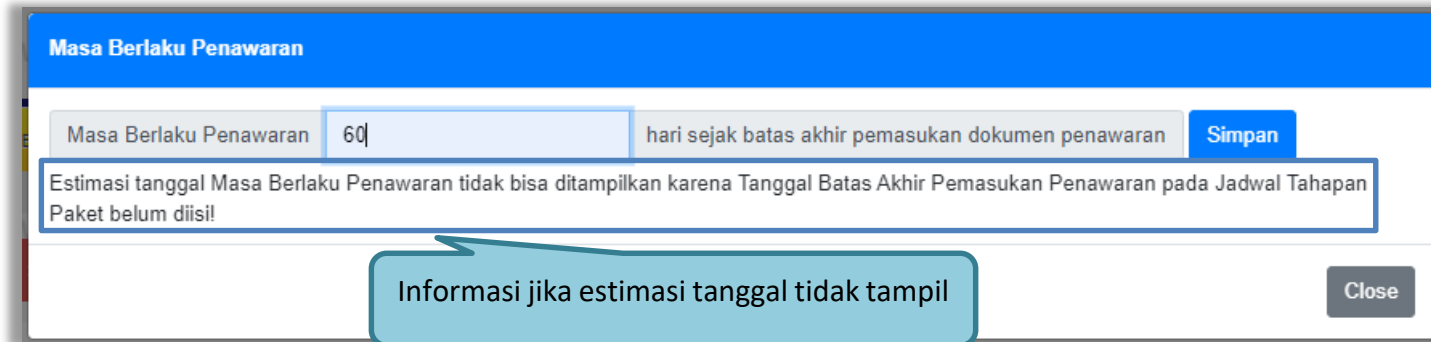 Masa Berlaku Penawaran
Masa Berlaku Penawaran 60 hari sejak batas akhir pemasukan dokumen penawaran Simpan
Estimasi tanggal Masa Berlaku Penawaran tidak bisa ditampilkan karena Tanggal Batas Akhir Pemasukan Penawaran pada Jadwal Tahapan
Paket belum diisi!
Informasi jika estimasi tanggal tidak tampil
Close